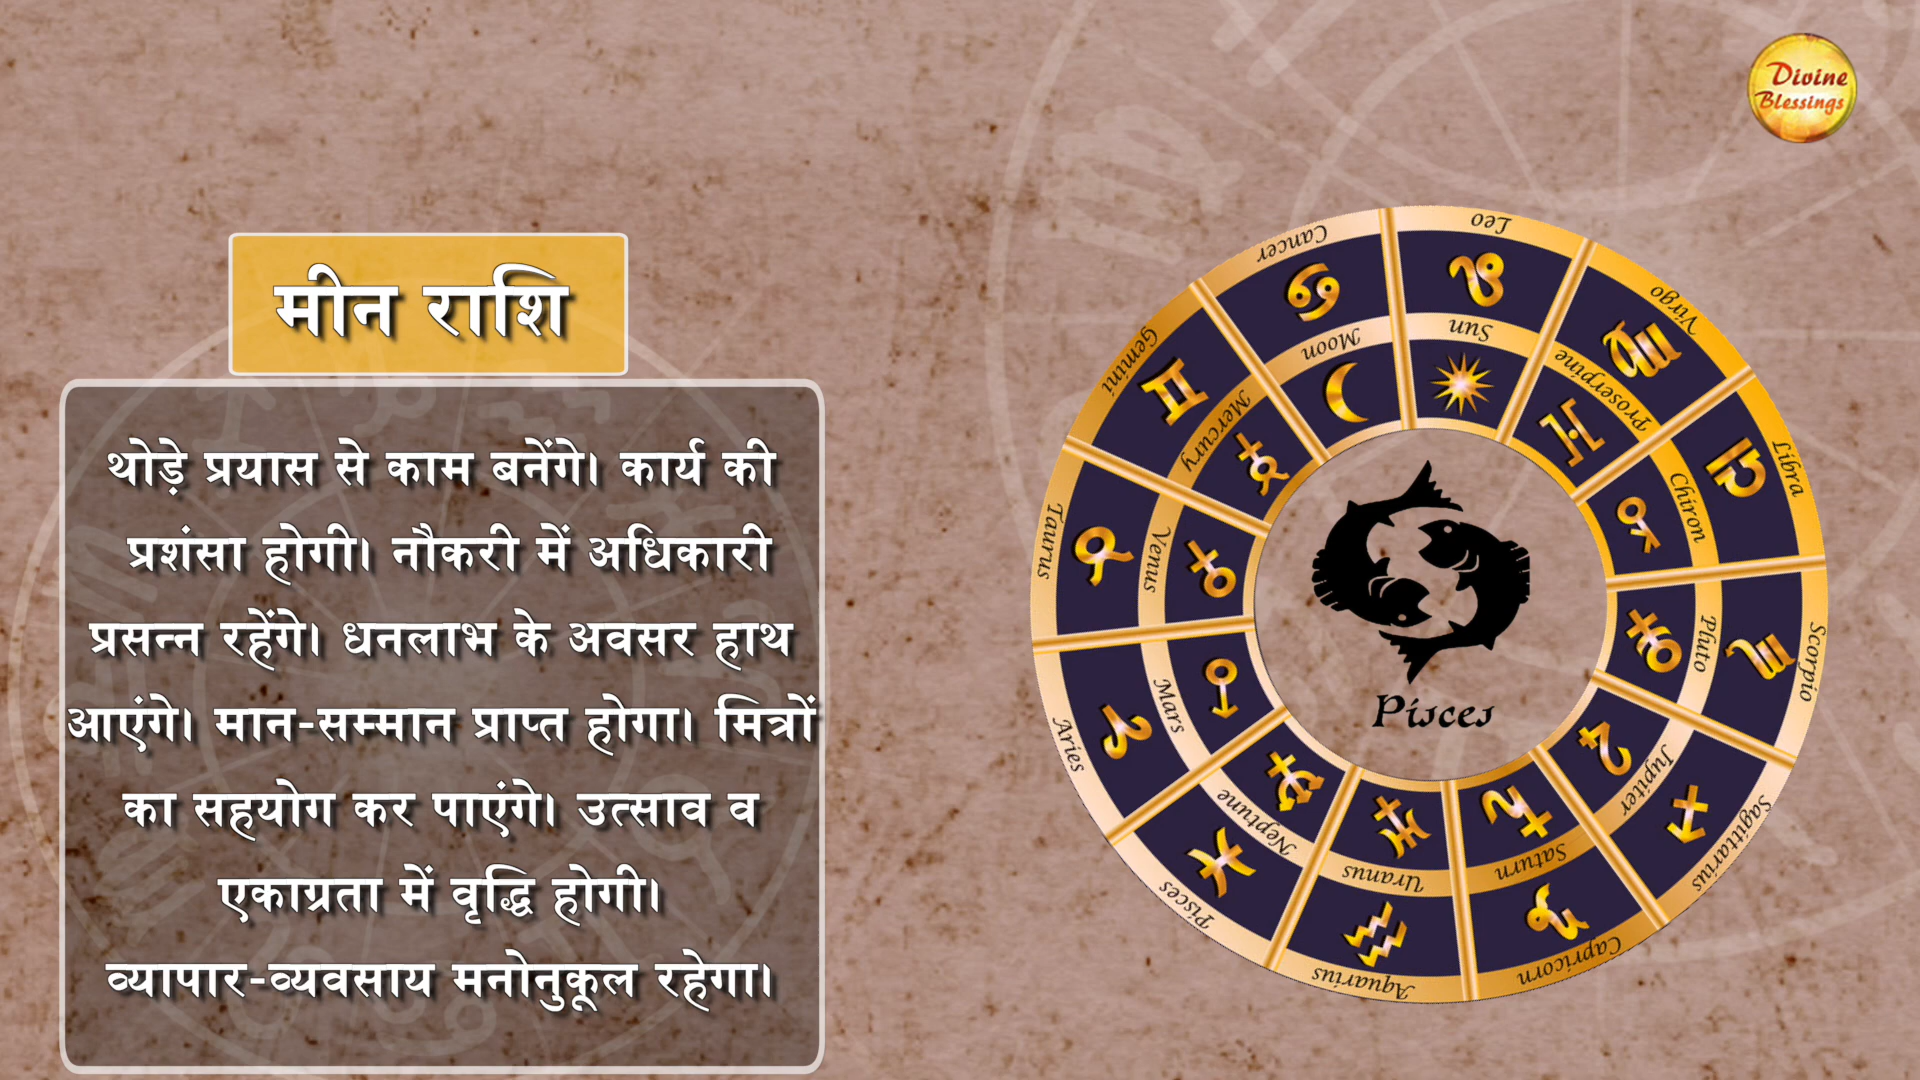 Divine
Blessings
मीन राशि
थोड़े प्रयास से काम बनेंगे। कार्य की
प्रशंसा होगी। नौकरी में अधिकारी
प्रसन्न रहेंगे। धनलाभ के अवसर हाथ
आएंगे। मान-सम्मान प्राप्त होगा। मित्रों
का सहयोग कर पाएंगे। उत्साव व
एकाग्रता में वृद्धि होगी।
व्यापार-व्यवसाय मनोनुकूल रहेगा।
Leo
Virgo
Libra
Scorpio
Sagittarius
Capricorn
Aquarius
Pisces
Aries
Taurus
Gemini
Cancer
Sun
Proserpine
Chiron
Pluto
Jupiter
Saturn
Uranus
Neptune
Mars
Venus
Mercury
Moon
Pisces